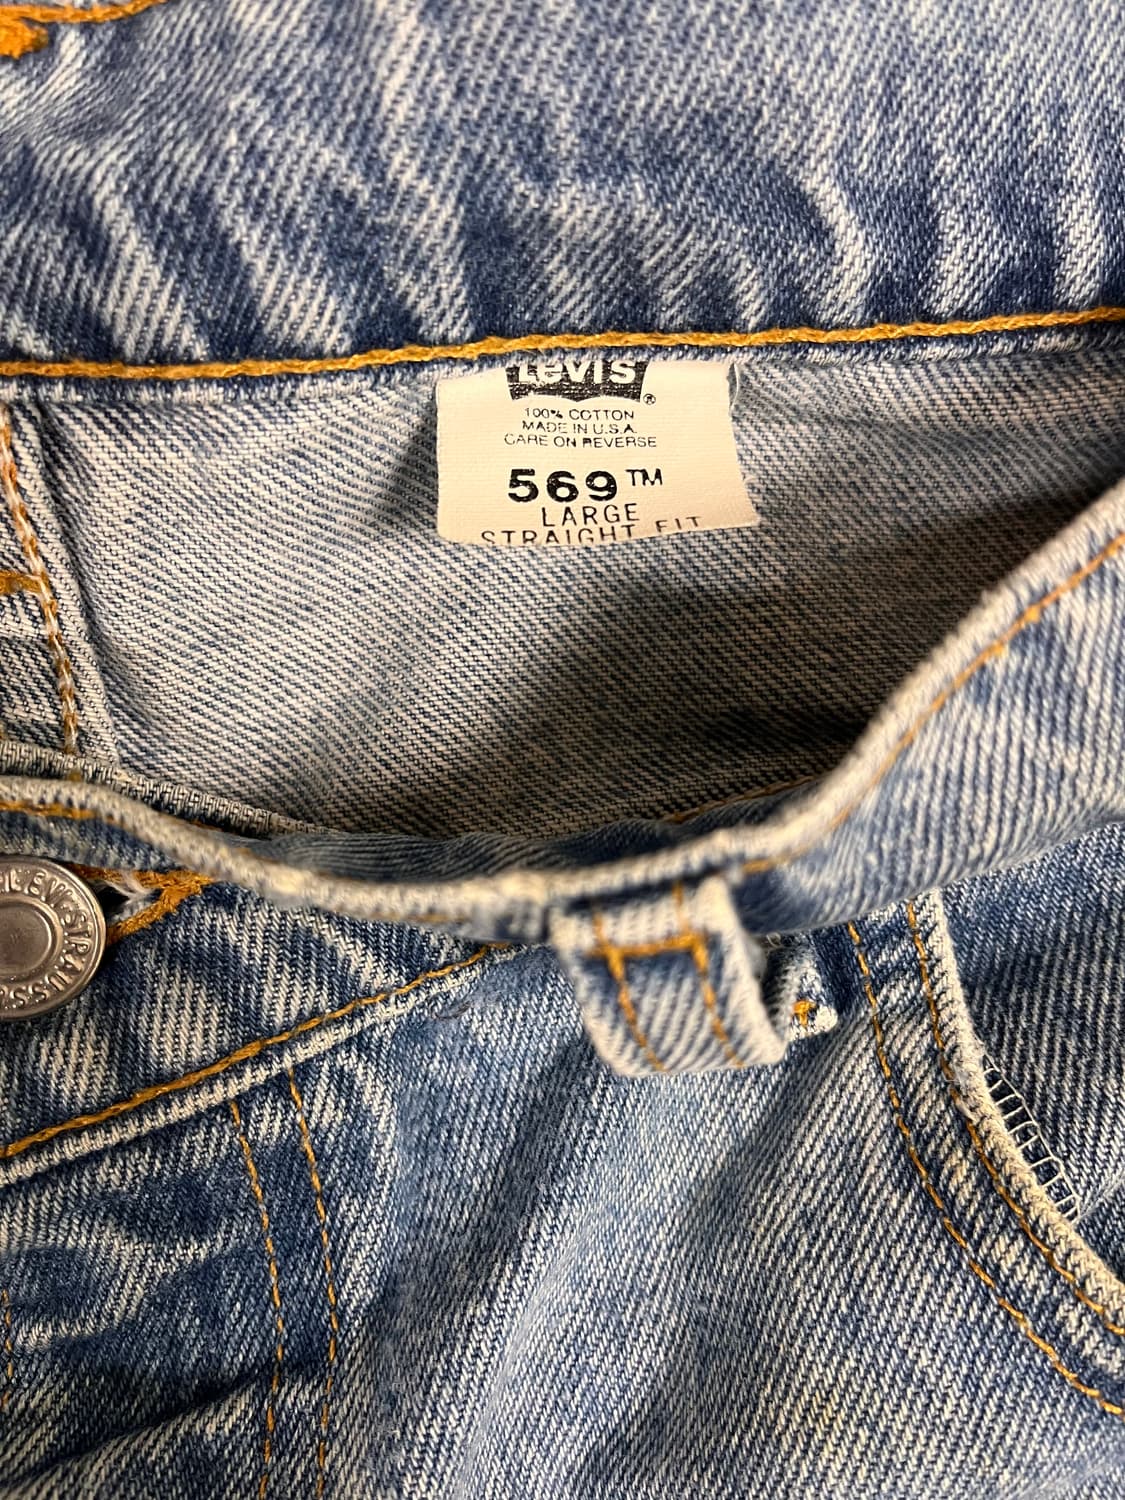 Levi's ®
100% COTTON
MADE IN U.S.A.
CARE ON REVERSE
569™
LARGE
STRAIGHT FIT
LEVI STRAUSS